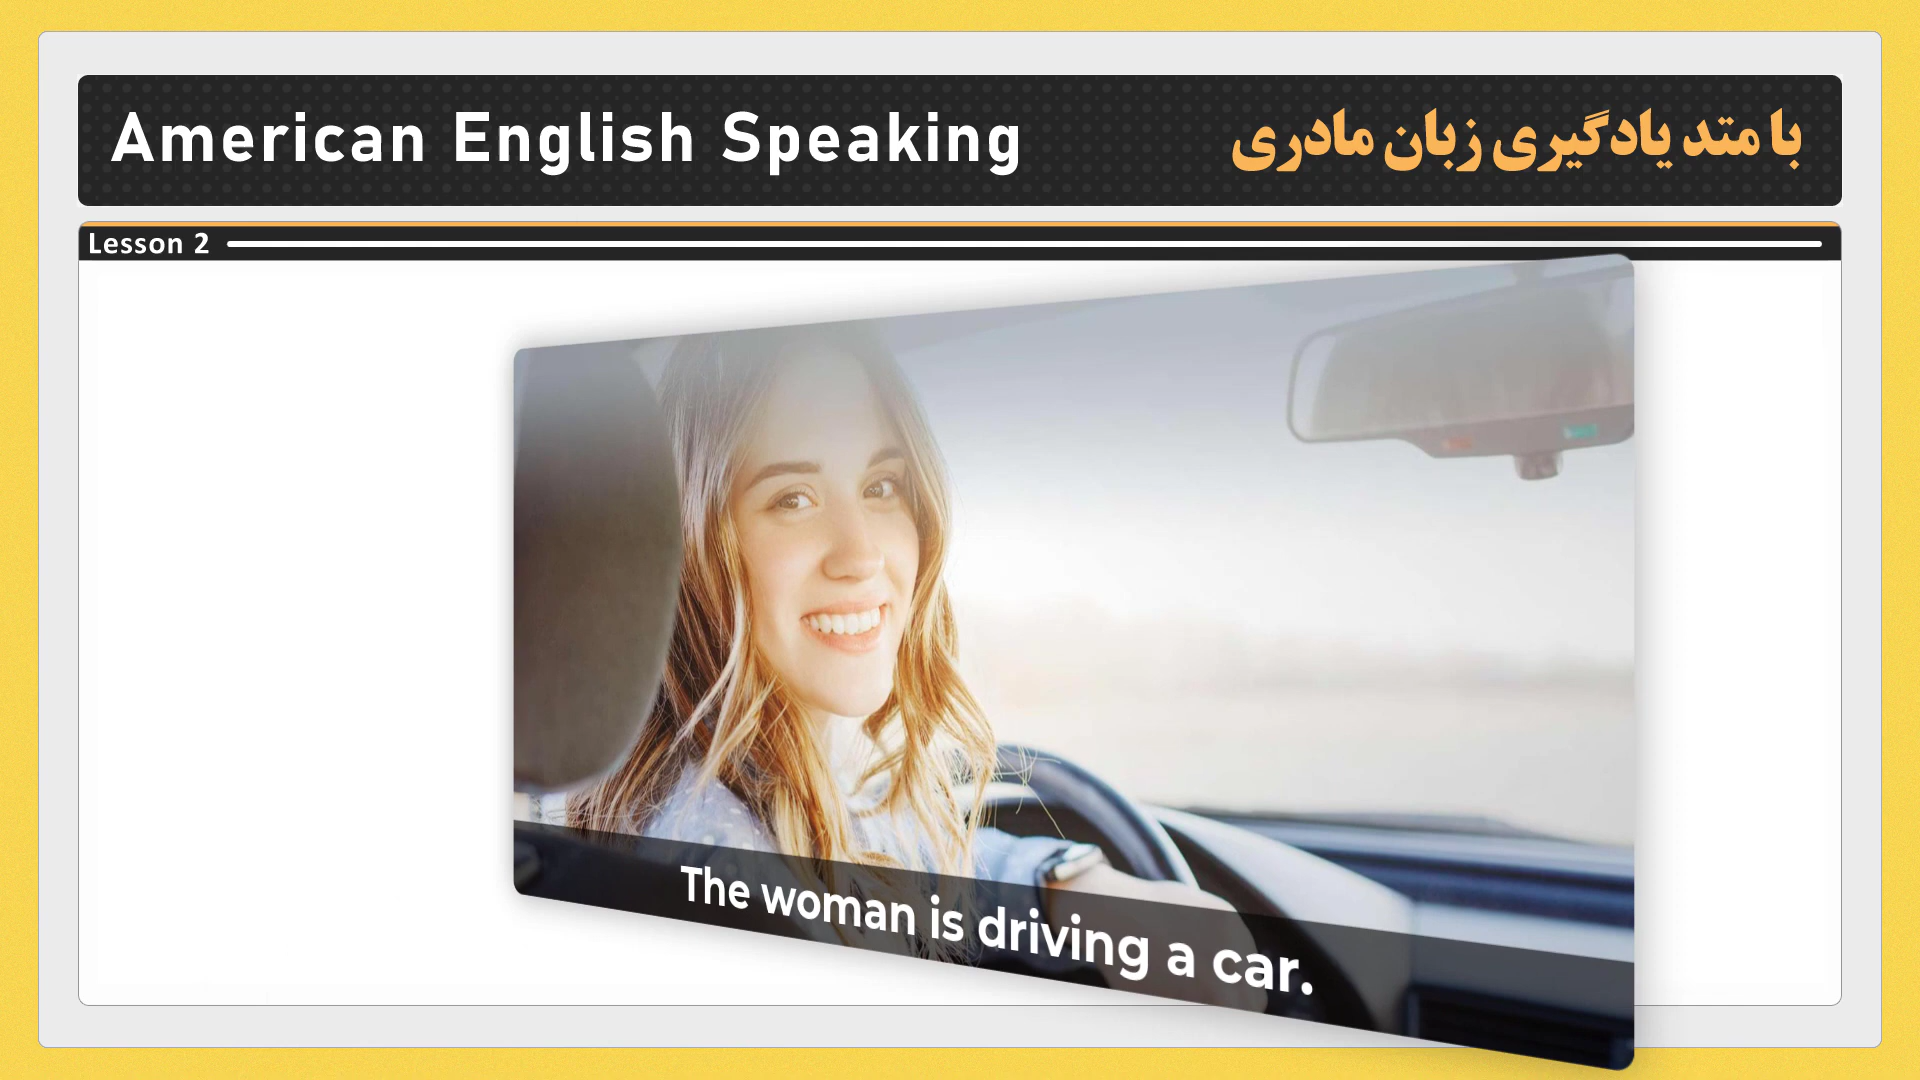 American English Speaking
با متد یادگیری زبان مادری
Lesson 2
The woman is driving a car.